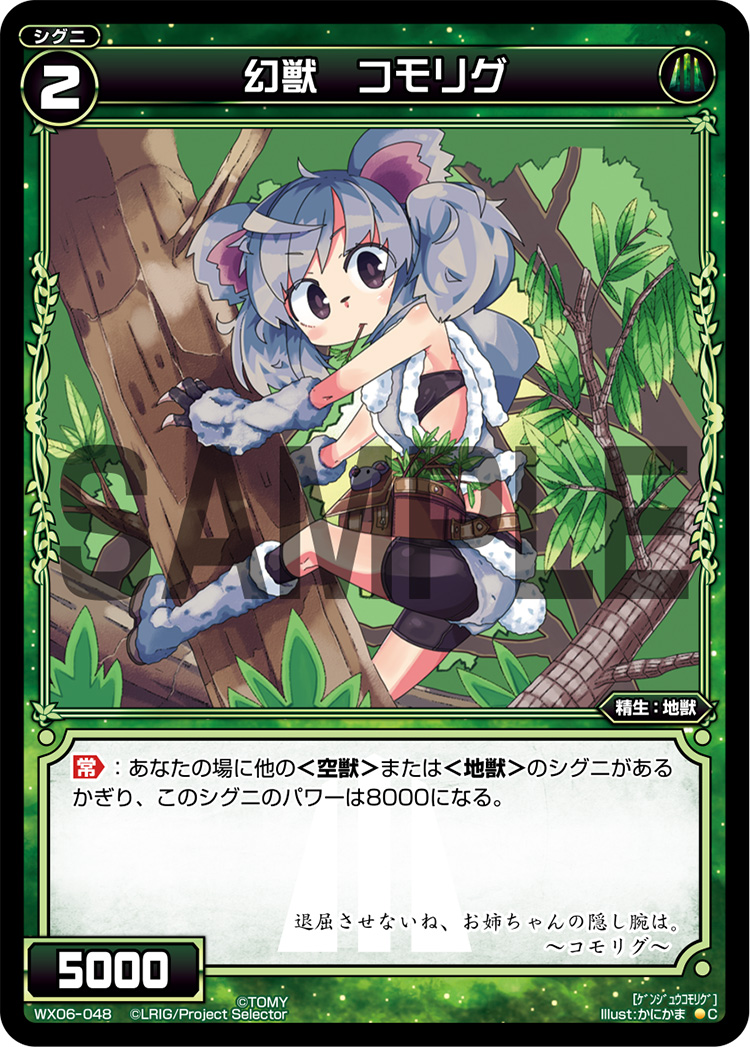 シグニ
2
幻獣　コモリグ
SAMPLE
精生：地獣
常：あなたの場に他の＜空獣＞または＜地獣＞のシグニがある
かぎり、このシグニのパワーは8000になる。
退屈させないね、お姉ちゃんの隠し腕は。
～コモリグ～
5000
©TOMY
[ｹﾞﾝｼﾞｭｳｺﾓﾘｸﾞ]
WX06-048 ©LRIG/Project Selector
Illust:かにかま C